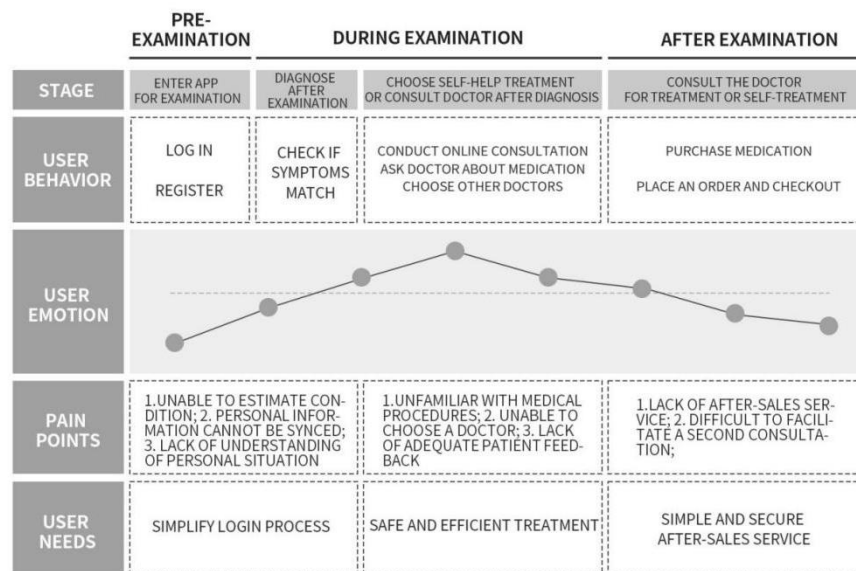 PRE-
EXAMINATION
DURING EXAMINATION
AFTER EXAMINATION
STAGE
ENTER APP
FOR EXAMINATION
DIAGNOSE
AFTER
EXAMINATION
CHOOSE SELF-HELP TREATMENT
OR CONSULT DOCTOR AFTER DIAGNOSIS
CONSULT THE DOCTOR
FOR TREATMENT OR SELF-TREATMENT
USER
BEHAVIOR
LOG IN
REGISTER
CHECK IF
SYMPTOMS
MATCH
CONDUCT ONLINE CONSULTATION
ASK DOCTOR ABOUT MEDICATION
CHOOSE OTHER DOCTORS
PURCHASE MEDICATION
PLACE AN ORDER AND CHECKOUT
USER
EMOTION
PAIN
POINTS
1.UNABLE TO ESTIMATE CON-
DITION; 2. PERSONAL INFOR-
MATION CANNOT BE SYNCED;
3. LACK OF UNDERSTANDING
OF PERSONAL SITUATION
1.UNFAMILIAR WITH MEDICAL
PROCEDURES; 2. UNABLE TO
CHOOSE A DOCTOR; 3. LACK
OF ADEQUATE PATIENT FEED-
BACK
1.LACK OF AFTER-SALES SER-
VICE; 2. DIFFICULT TO FACILI-
TATE A SECOND CONSULTA-
TION;
USER
NEEDS
SIMPLIFY LOGIN PROCESS
SAFE AND EFFICIENT TREATMENT
SIMPLE AND SECURE
AFTER-SALES SERVICE